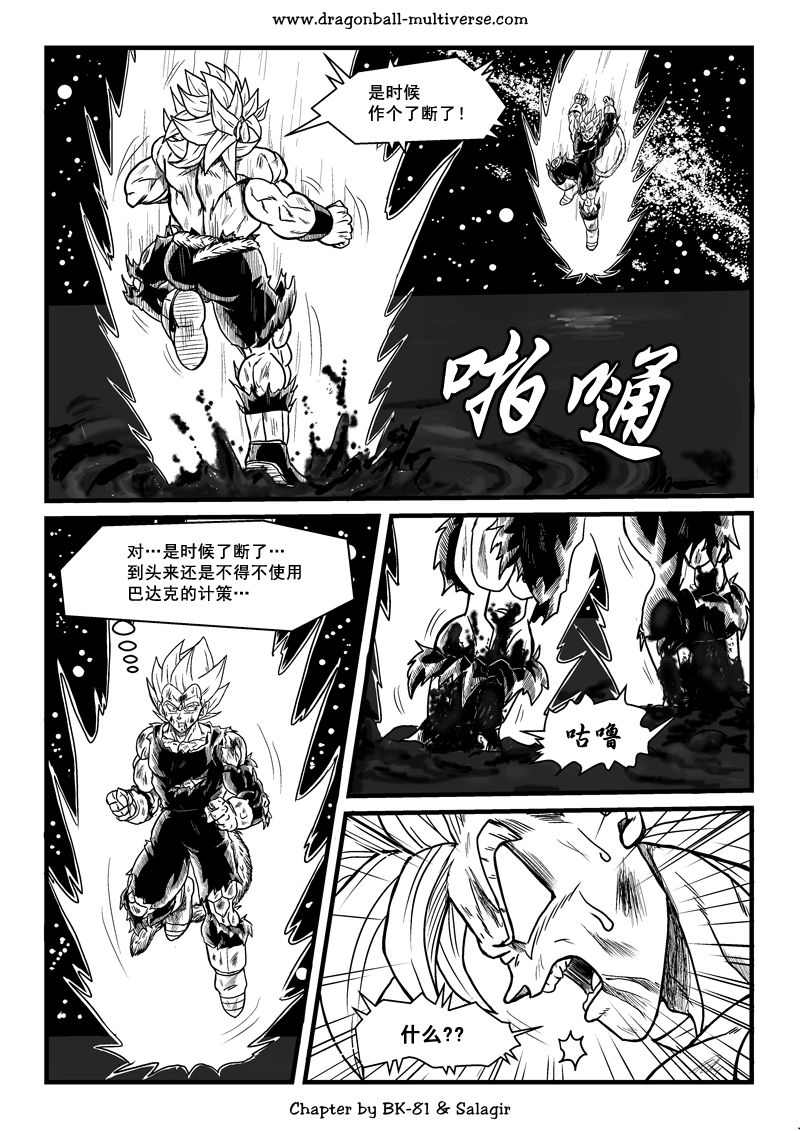 www.dragonball-multiverse.com
是时候
作个了断了！
啪嗵
对…是时候了断了…
到头来还是不得不使用
巴达克的计策…
咕噜
什么??
Chapter by BK-81 & Salagir